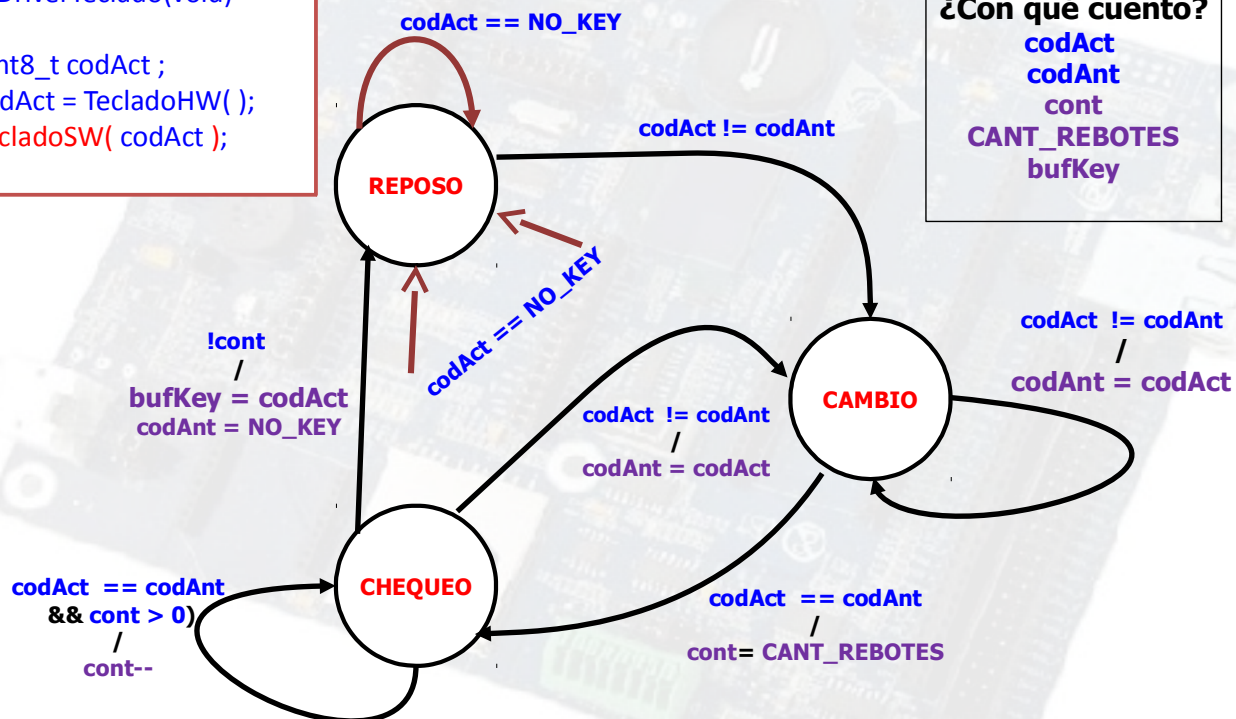 DriverTeclado(void)
nt8_t codAct ;
dAct = TecladoHW( );
cladoSW( codAct );
codAct == NO_KEY
¿Con qué cuento?
codAct
codAnt
cont
CANT_REBOTES
bufKey
REPOSO
codAct != codAnt
codAct == NO_KEY
!cont
/
bufKey = codAct
codAnt = NO_KEY
codAct != codAnt
/
codAnt = codAct
CAMBIO
codAct != codAnt
/
codAnt = codAct
CHEQUEO
codAct == codAnt
&& cont > 0)
/
cont--
codAct == codAnt
/
cont= CANT_REBOTES